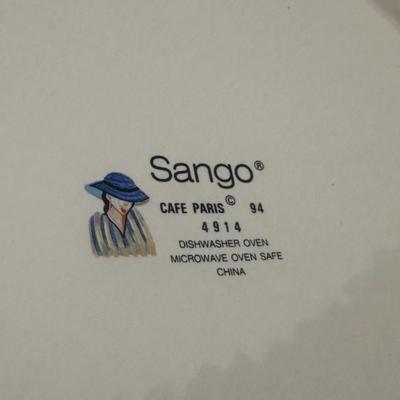 Sango®
CAFE PARIS© 94
4914
DISHWASHER OVEN
MICROWAVE OVEN SAFE
CHINA